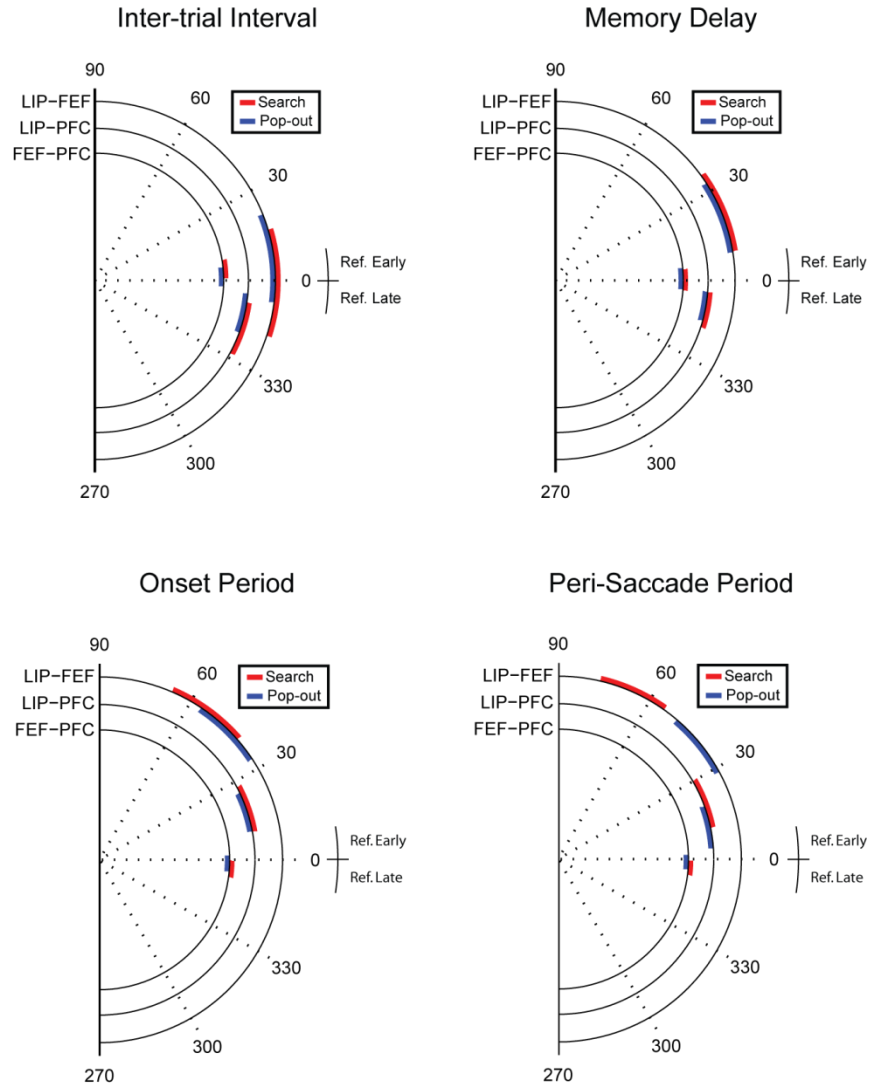 Inter-trial Interval
90
LIP–FEF
LIP–PFC
FEF–PFC
60
Search
Pop-out
30
0
Ref. Early
Ref. Late
330
300
270
Memory Delay
90
LIP–FEF
LIP–PFC
FEF–PFC
60
Search
Pop-out
30
0
Ref. Early
Ref. Late
330
300
270
Onset Period
90
LIP–FEF
LIP–PFC
FEF–PFC
60
Search
Pop-out
30
0
Ref. Early
Ref. Late
330
300
270
Peri-Saccade Period
90
LIP–FEF
LIP–PFC
FEF–PFC
60
Search
Pop-out
30
0
Ref. Early
Ref. Late
330
300
270